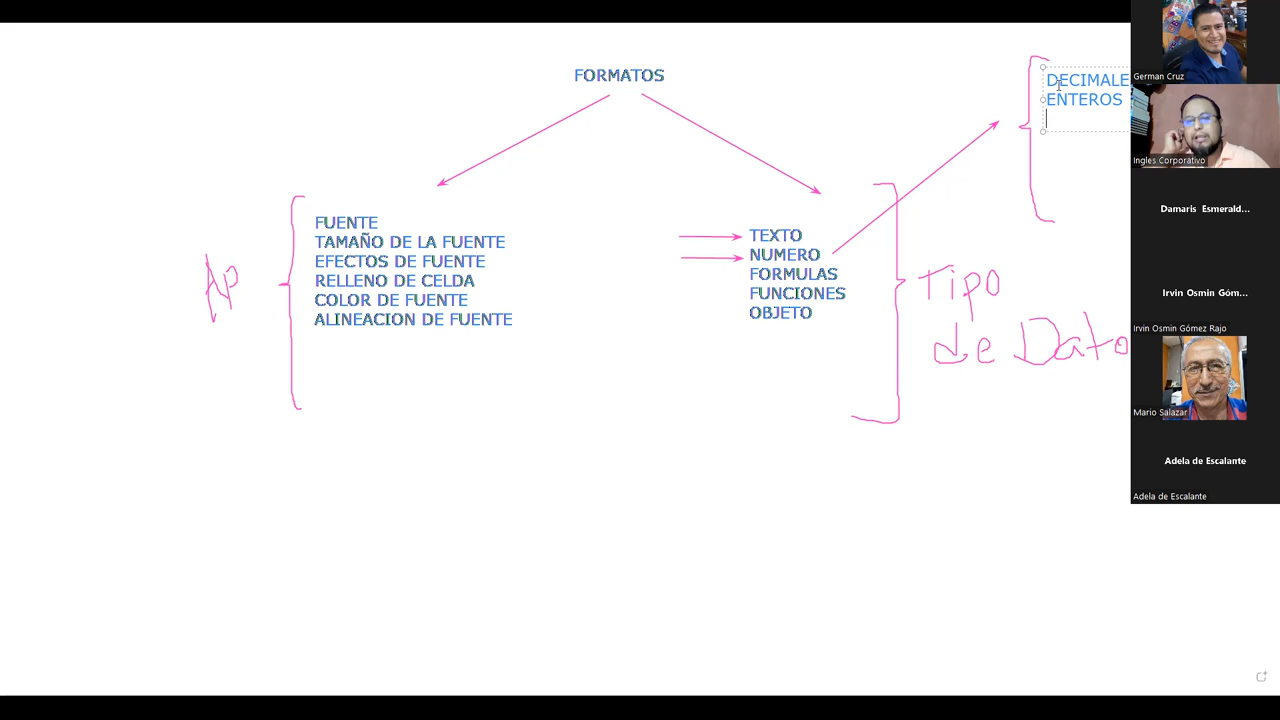 FORMATOS
DECIMALE
ENTEROS
FUENTE
TAMAÑO DE LA FUENTE
EFECTOS DE FUENTE
RELLENO DE CELDA
COLOR DE FUENTE
ALINEACION DE FUENTE
AP
TEXTO
NUMERO
FORMULAS
FUNCIONES
OBJETO
Tipo
de Dato
German Cruz
Ingles Corporativo
Damaris Esmerald...
Irvin Osmin Góm...
Irvin Osmin Gómez Rajo
Mario Salazar
Adela de Escalante
Adela de Escalante